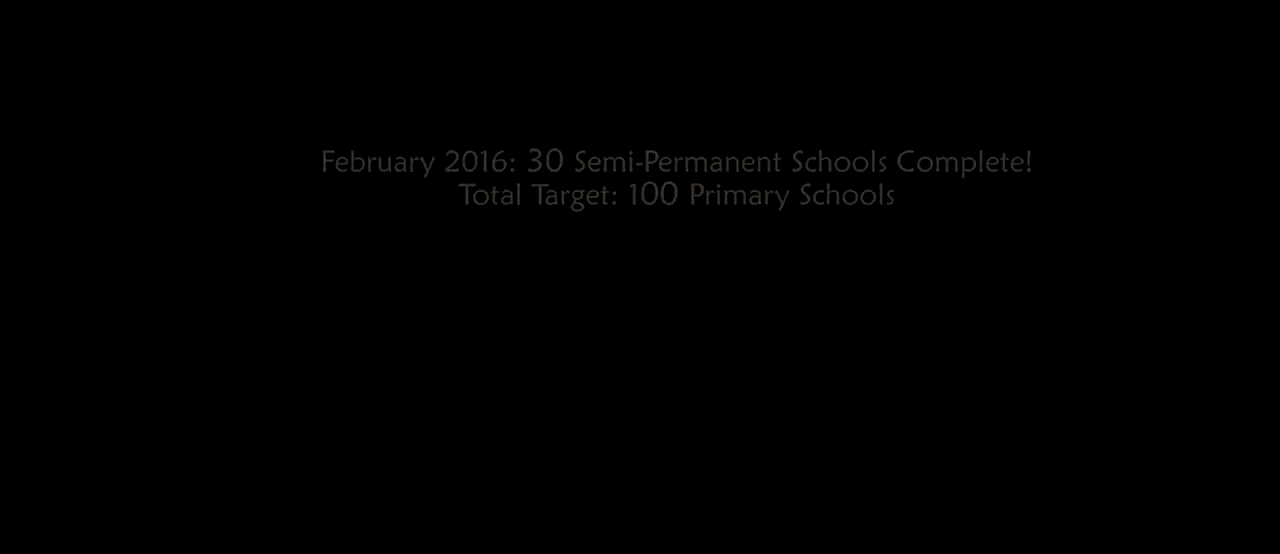 February 2016: 30 Semi-Permanent Schools Complete!
Total Target: 100 Primary Schools